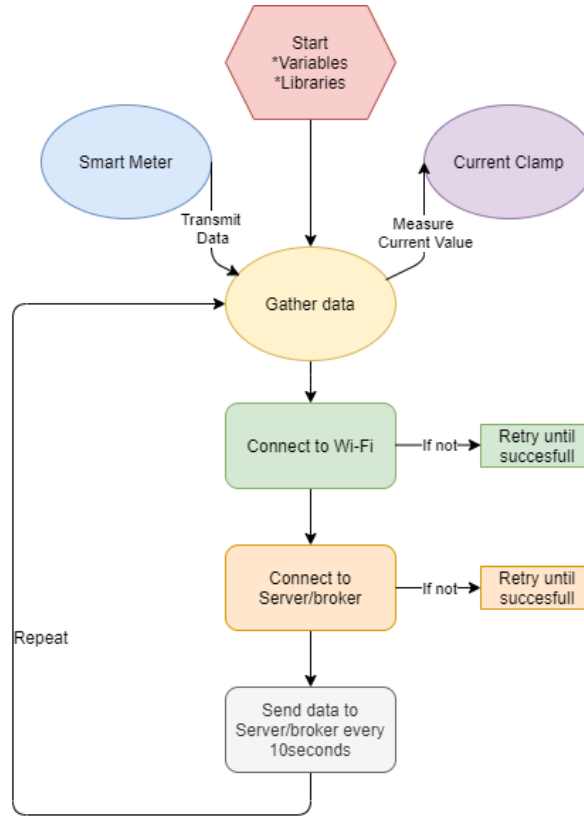 Start
*Variables
*Libraries
Smart Meter
Current Clamp
Transmit
Data
Measure
Current Value
Gather data
Connect to Wi-Fi
If not
Retry until
succesfull
Connect to
Server/broker
If not
Retry until
succesfull
Repeat
Send data to
Server/broker every
10seconds